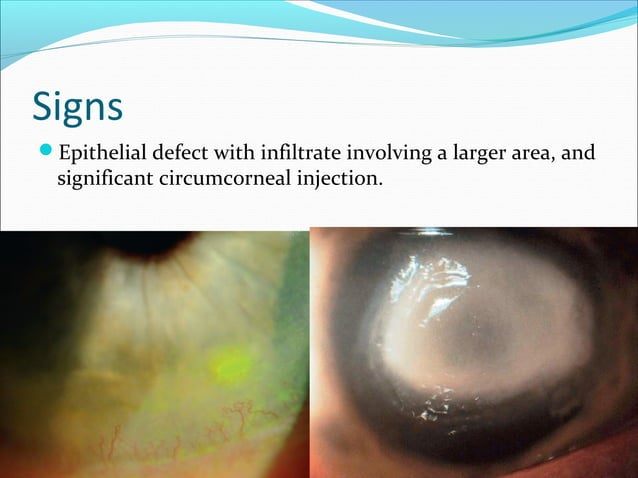 Signs
Epithelial defect with infiltrate involving a larger area, and
significant circumcorneal injection.